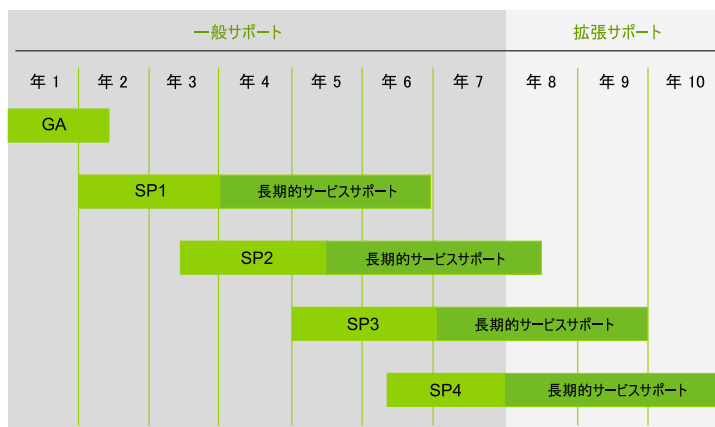 一般サポート 拡張サポート
年 1 年 2 年 3 年 4 年 5 年 6 年 7 年 8 年 9 年 10
GA
SP1 長期的サービスサポート
SP2 長期的サービスサポート
SP3 長期的サービスサポート
SP4 長期的サービスサポート